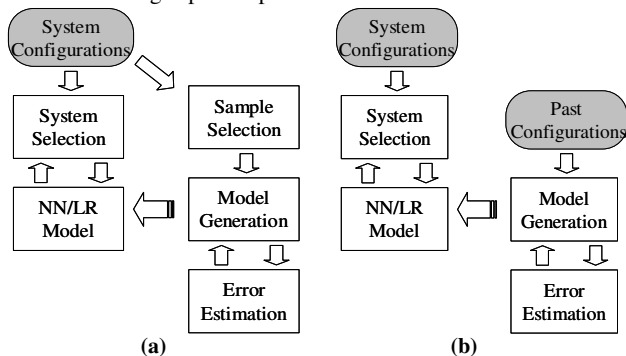 System
Configurations
System
Selection
NN/LR
Model
Sample
Selection
Model
Generation
Error
Estimation
(a)
System
Configurations
System
Selection
NN/LR
Model
Past
Configurations
Model
Generation
Error
Estimation
(b)